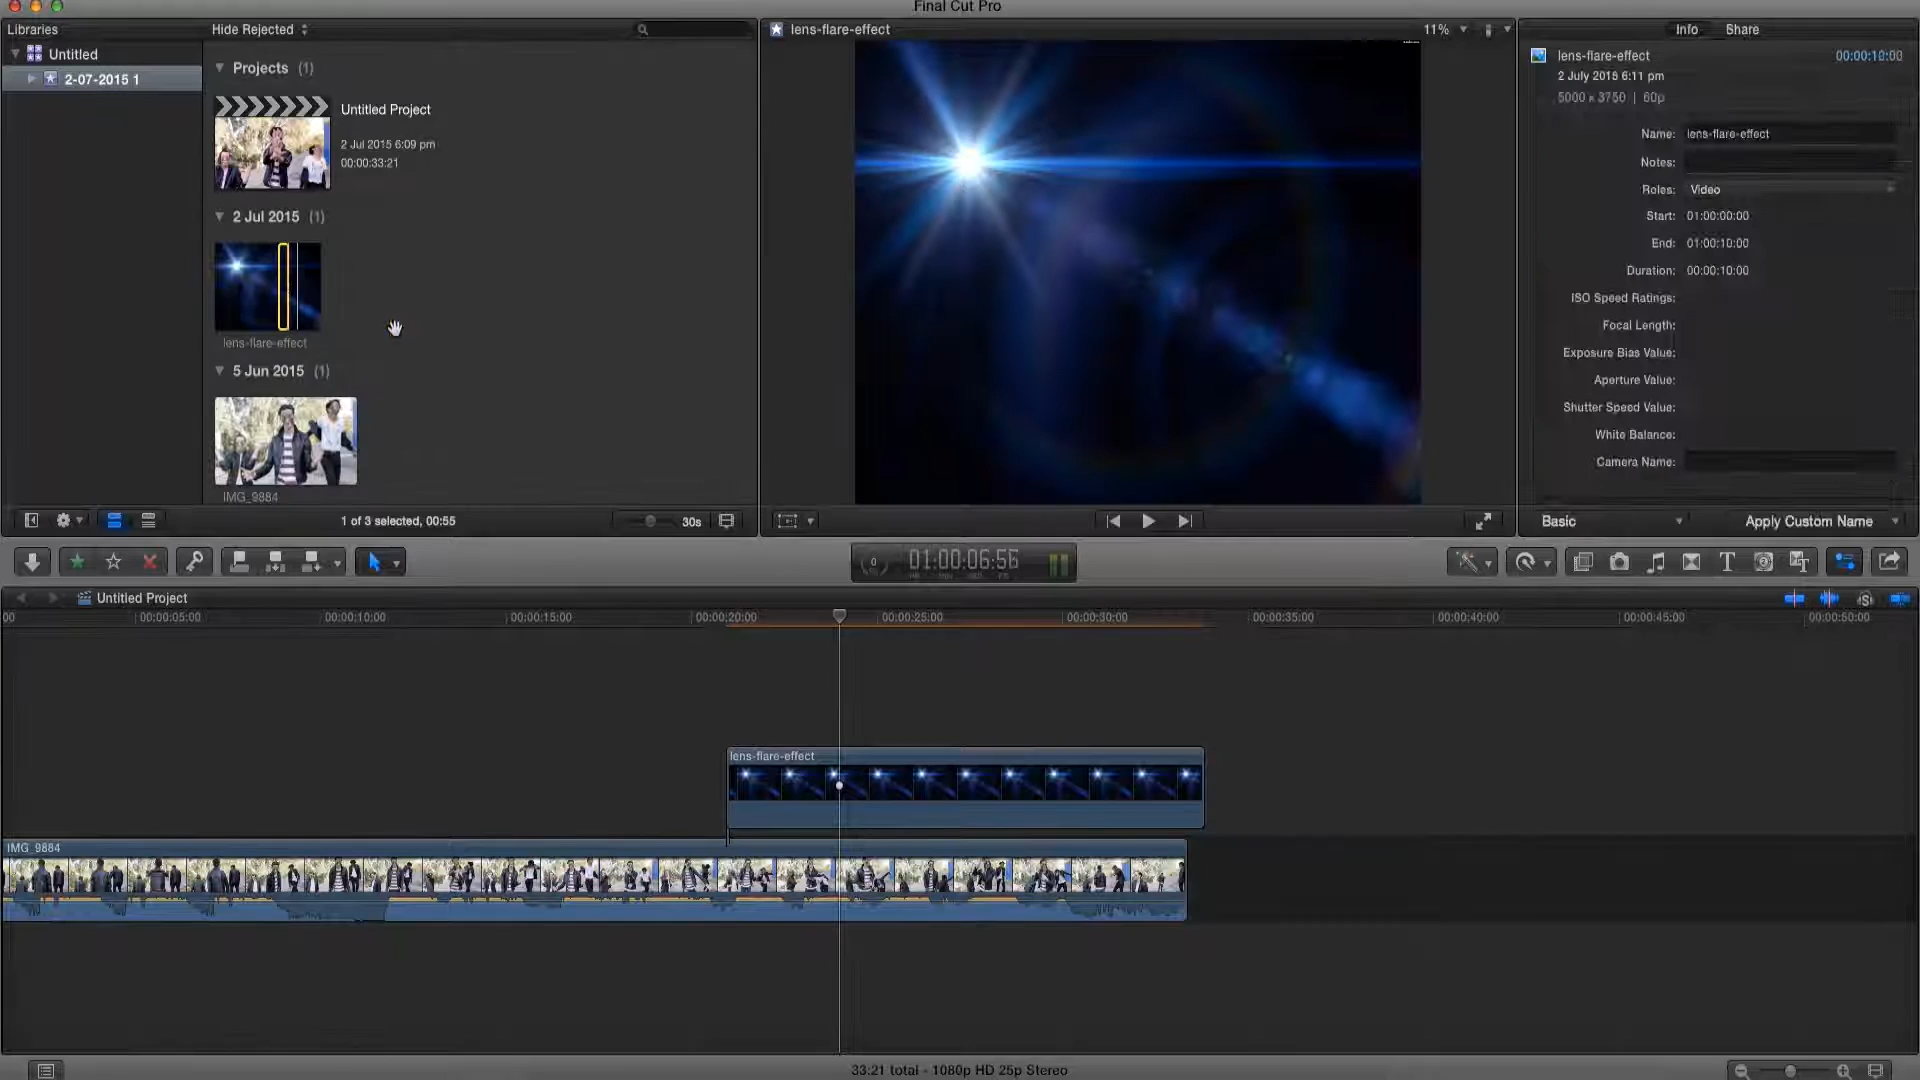 Final Cut Pro
Libraries
Hide Rejected
lens-flare-effect
11%
Info
Share
Untitled
2-07-2015 1
Projects (1)
Untitled Project
2 Jul 2015 6:09 pm
00:00:33:21
2 Jul 2015 (1)
lens-flare-effect
5 Jun 2015 (1)
IMG_9884
lens-flare-effect
00:00:10:00
2 July 2015 6:11 pm
5000 x 3750 | 60p
Name: lens-flare-effect
Notes:
Roles: Video
Start: 01:00:00:00
End: 01:00:10:00
Duration: 00:00:10:00
ISO Speed Ratings:
Focal Length:
Exposure Bias Value:
Aperture Value:
Shutter Speed Value:
White Balance:
Camera Name:
1 of 3 selected, 00:55
30s
Basic
Apply Custom Name
0
01:00:06:56
Untitled Project
00
00:00:05:00
00:00:10:00
00:00:15:00
00:00:20:00
00:00:25:00
00:00:30:00
00:00:35:00
00:00:40:00
00:00:45:00
00:00:50:00
lens-flare-effect
IMG_9884
33:21 total - 1080p HD 25p Stereo